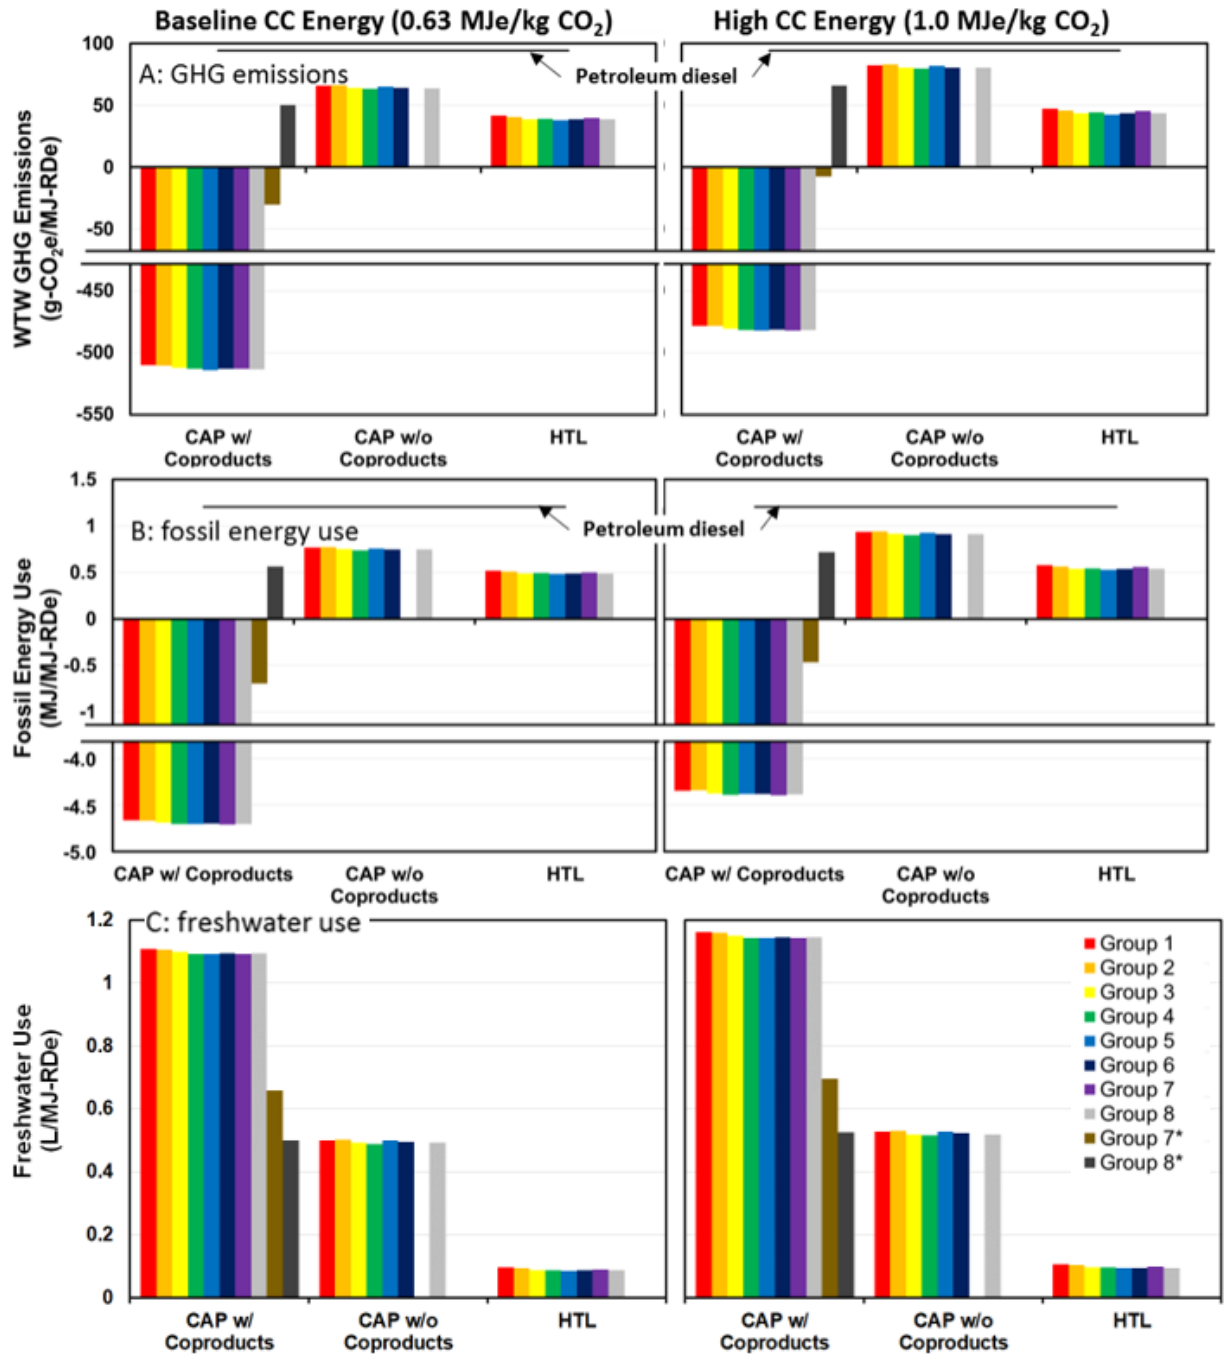 Baseline CC Energy (0.63 MJe/kg CO2)
High CC Energy (1.0 MJe/kg CO2)
WTW GHG Emissions
(g-CO2e/MJ-RDe)
100
50
0
-50
-450
-500
-550
A: GHG emissions
Petroleum diesel
CAP w/
Coproducts
CAP w/o
Coproducts
HTL
CAP w/
Coproducts
CAP w/o
Coproducts
HTL
Fossil Energy Use
(MJ/MJ-RDe)
1.5
1
0.5
0
-0.5
-1
-4.0
-4.5
-5.0
B: fossil energy use
Petroleum diesel
CAP w/ Coproducts
CAP w/o
Coproducts
HTL
CAP w/ Coproducts
CAP w/o
Coproducts
HTL
Freshwater Use
(L/MJ-RDe)
1.2
1
0.8
0.6
0.4
0.2
0
C: freshwater use
Group 1
Group 2
Group 3
Group 4
Group 5
Group 6
Group 7
Group 8
Group 7*
Group 8*
CAP w/
Coproducts
CAP w/o
Coproducts
HTL
CAP w/
Coproducts
CAP w/o
Coproducts
HTL